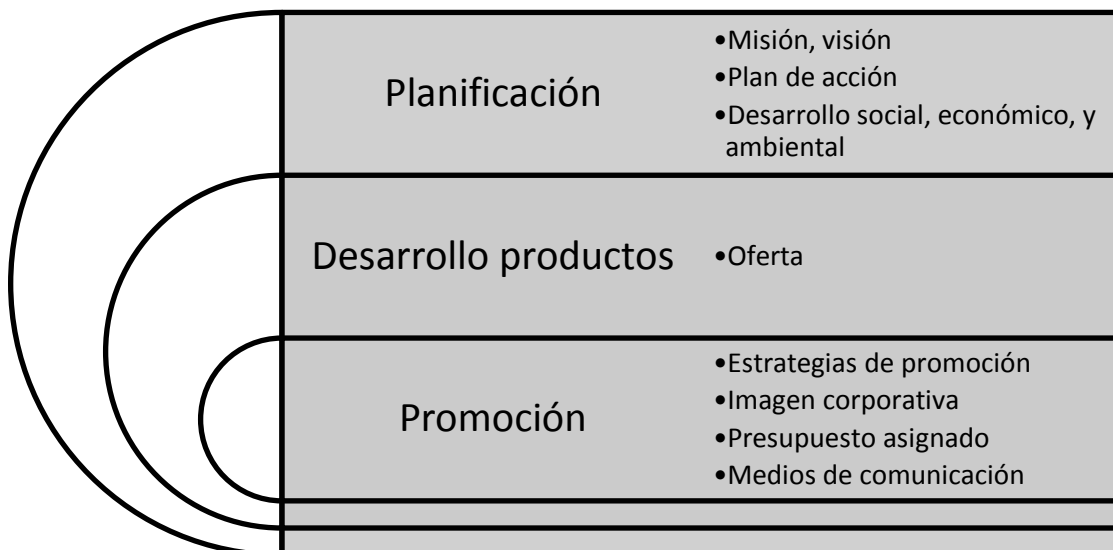 Planificación
•Misión, visión
•Plan de acción
•Desarrollo social, económico, y
ambiental
Desarrollo productos
•Oferta
Promoción
•Estrategias de promoción
•Imagen corporativa
•Presupuesto asignado
•Medios de comunicación